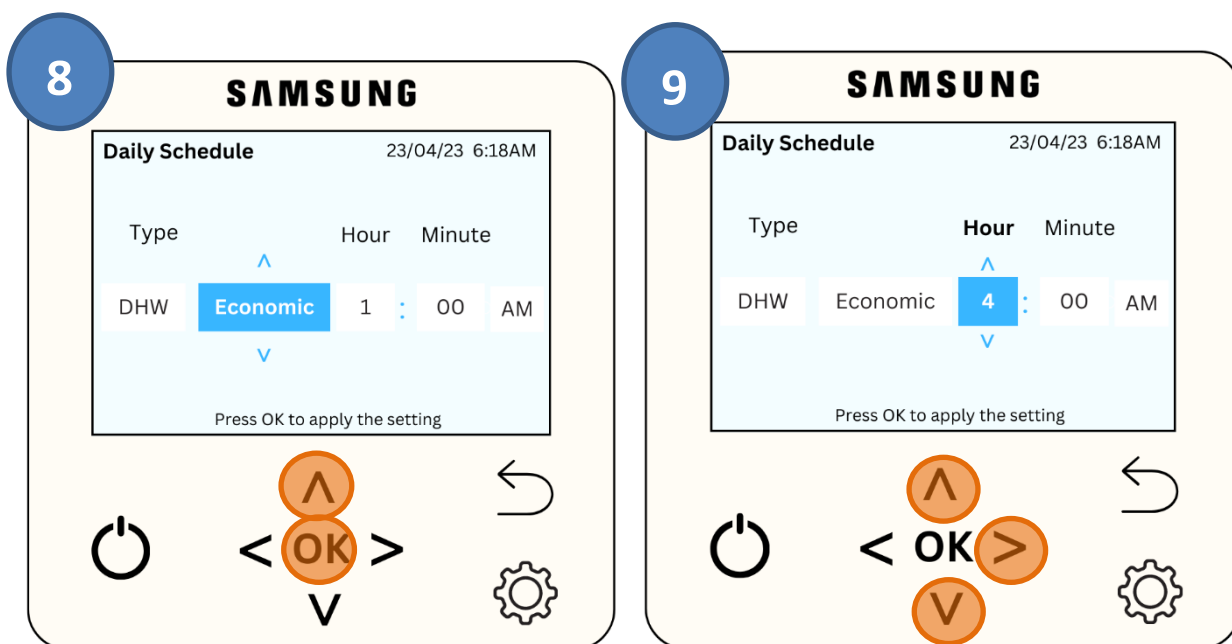 8
SAMSUNG
Daily Schedule 23/04/23 6:18AM
Type Hour Minute
DHW Economic 1 : 00 AM
Press OK to apply the setting
OK
9
SAMSUNG
Daily Schedule 23/04/23 6:18AM
Type Hour Minute
DHW Economic 4 : 00 AM
Press OK to apply the setting
OK